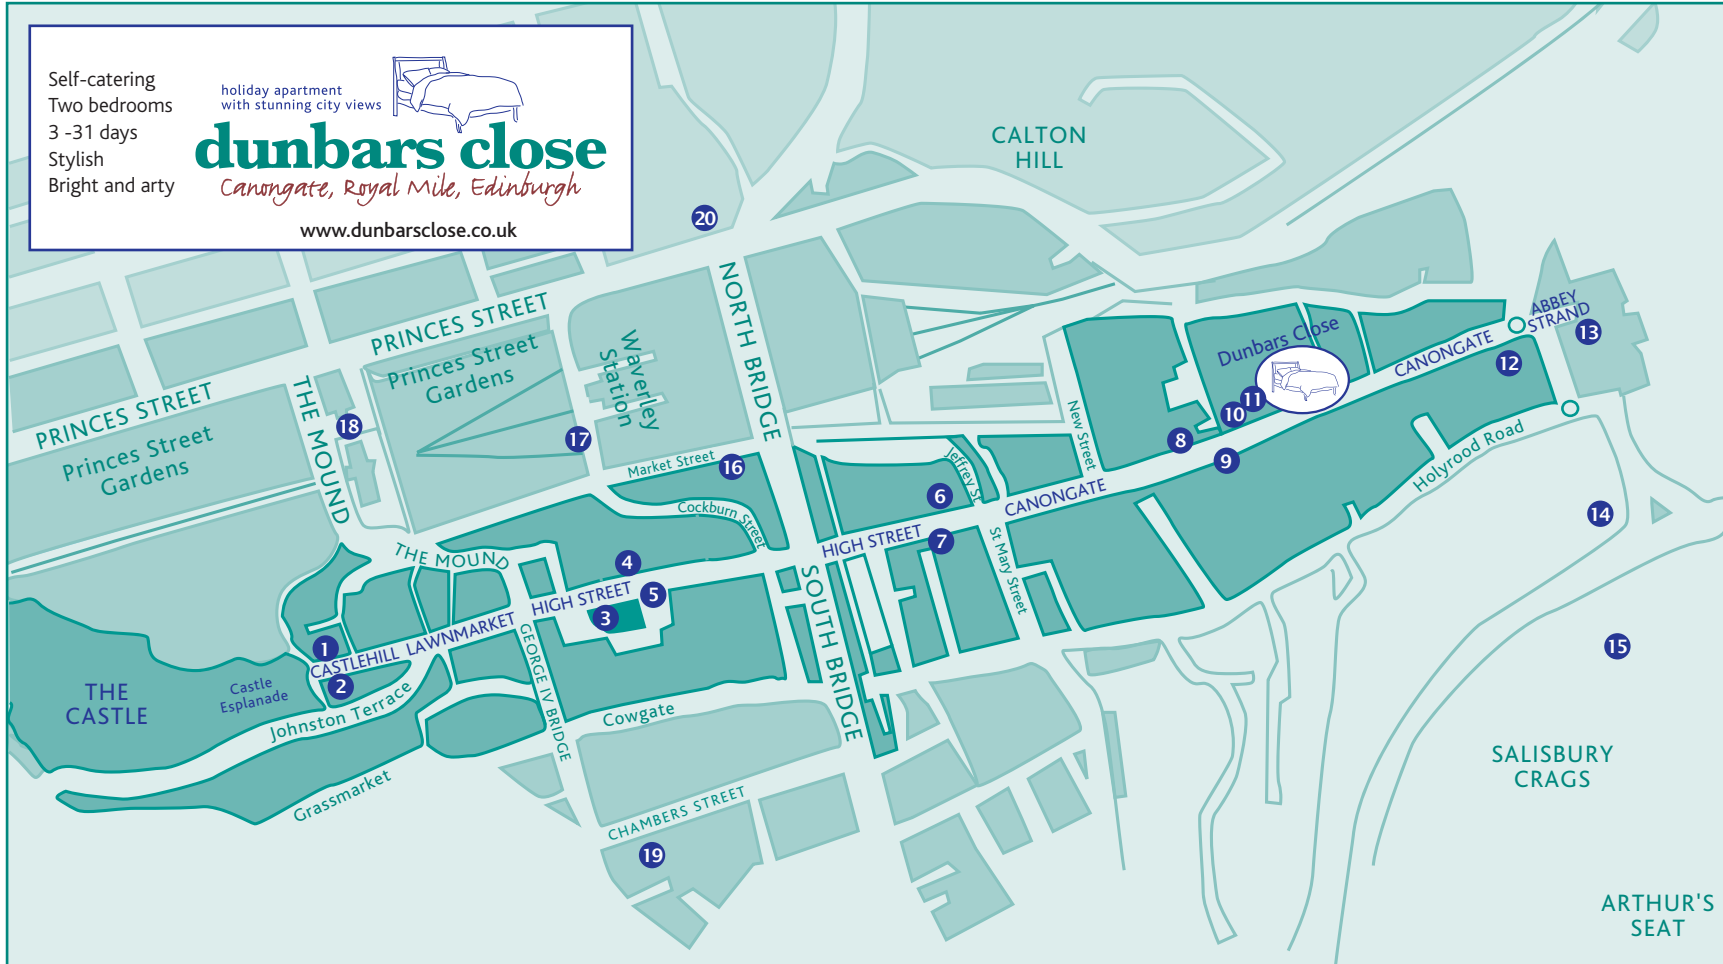 Self-catering
Two bedrooms
3 -31 days
Stylish
Bright and arty
holiday apartment
with stunning city views
dunbars close
Canongate, Royal Mile, Edinburgh
www.dunbarsclose.co.uk
CALTON
HILL
20
NORTH BRIDGE
PRINCES STREET
Princes Street
Gardens
Waverley
Station
ABBEY
STRAND
13
Dunbars Close
CANONGATE
12
PRINCES STREET
Princes Street
Gardens
THE MOUND
18
17
Market Street
16
New Street
11
10
8
9
Holyrood Road
Jeffrey St
6
CANONGATE
14
Cockburn Street
HIGH STREET
7
St Mary Street
THE MOUND
4
HIGH STREET
5
3
SOUTH BRIDGE
1
CASTLEHILL
LAWNMARKET
2
GEORGE IV BRIDGE
15
THE
CASTLE
Castle
Esplanade
Johnston Terrace
Cowgate
SALISBURY
CRAGS
Grassmarket
CHAMBERS STREET
19
ARTHUR'S
SEAT